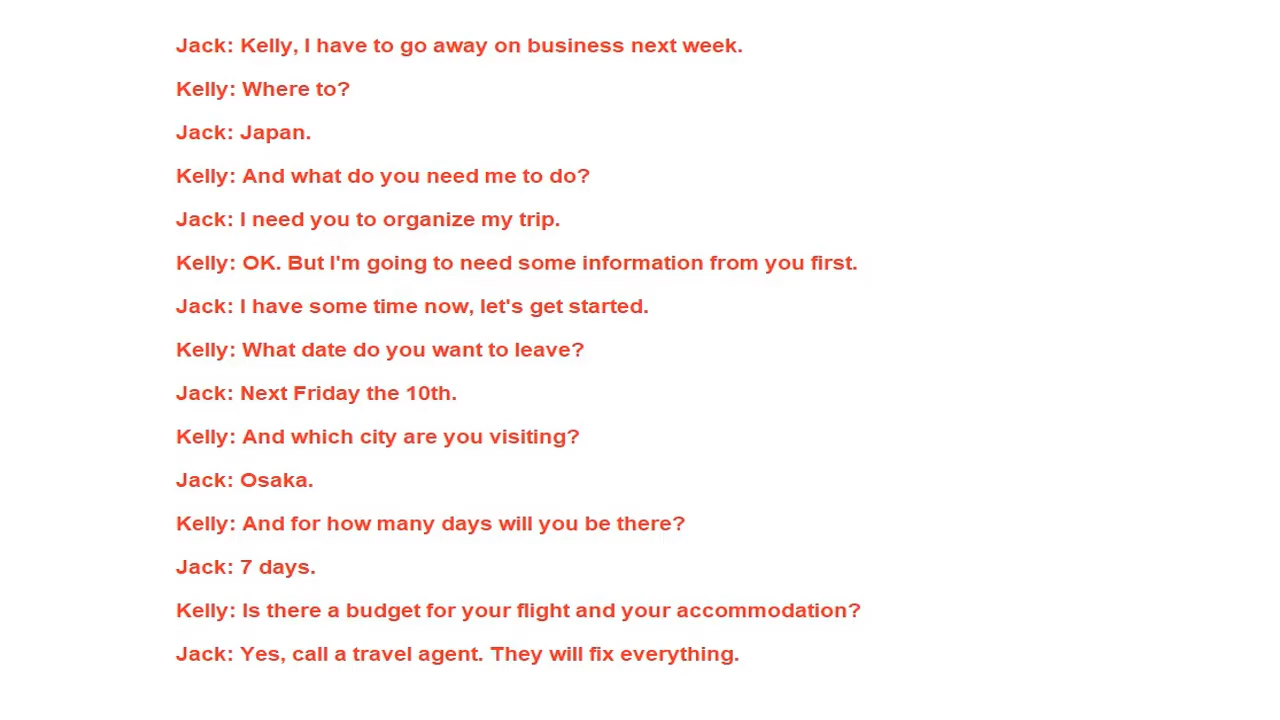 Jack: Kelly, I have to go away on business next week.
Kelly: Where to?
Jack: Japan.
Kelly: And what do you need me to do?
Jack: I need you to organize my trip.
Kelly: OK. But I'm going to need some information from you first.
Jack: I have some time now, let's get started.
Kelly: What date do you want to leave?
Jack: Next Friday the 10th.
Kelly: And which city are you visiting?
Jack: Osaka.
Kelly: And for how many days will you be there?
Jack: 7 days.
Kelly: Is there a budget for your flight and your accommodation?
Jack: Yes, call a travel agent. They will fix everything.